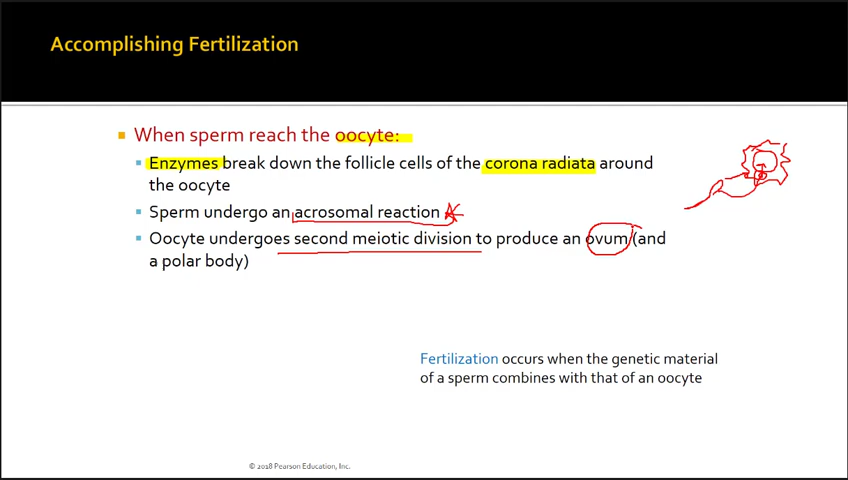 Accomplishing Fertilization
When sperm reach the oocyte:
Enzymes break down the follicle cells of the corona radiata around
the oocyte
Sperm undergo an acrosomal reaction
Oocyte undergoes second meiotic division to produce an ovum (and
a polar body)
Fertilization occurs when the genetic material
of a sperm combines with that of an oocyte
© 2018 Pearson Education, Inc.